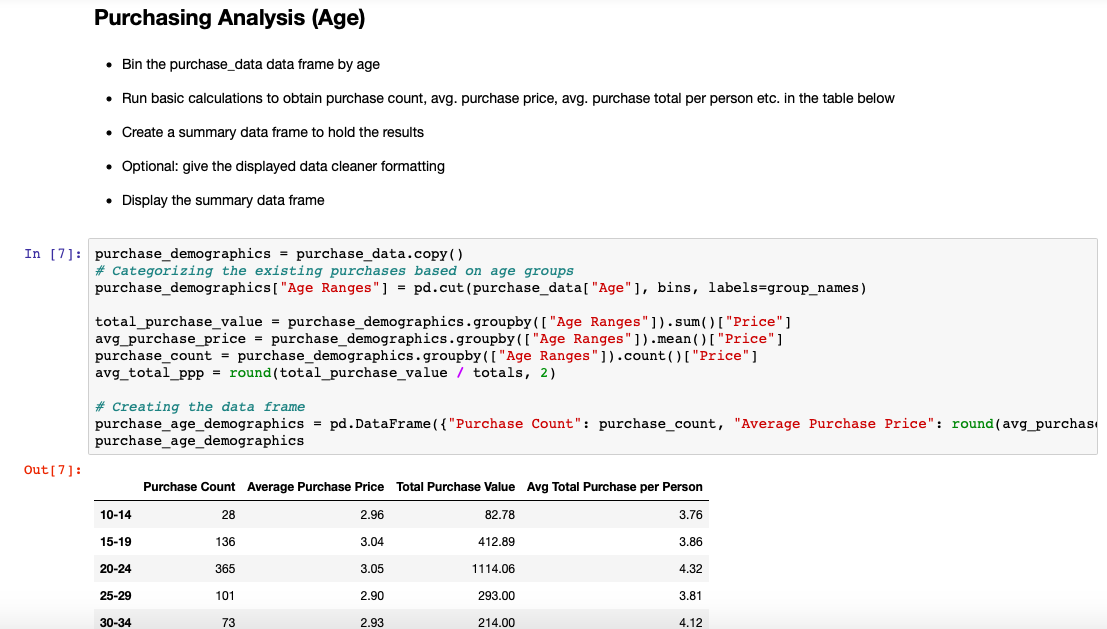 Purchasing Analysis (Age)
• Bin the purchase_data data frame by age
• Run basic calculations to obtain purchase count, avg. purchase price, avg. purchase total per person etc. in the table below
• Create a summary data frame to hold the results
• Optional: give the displayed data cleaner formatting
• Display the summary data frame
In [7]: purchase_demographics = purchase_data.copy()
# Categorizing the existing purchases based on age groups
purchase_demographics["Age Ranges"] = pd.cut(purchase_data["Age"], bins, labels=group_names)
total_purchase_value = purchase_demographics.groupby(["Age Ranges"]).sum()["Price"]
avg_purchase_price = purchase_demographics.groupby(["Age Ranges"]).mean()["Price"]
purchase_count = purchase_demographics.groupby(["Age Ranges"]).count()["Price"]
avg_total_ppp = round(total_purchase_value / totals, 2)
# Creating the data frame
purchase_age_demographics = pd.DataFrame({"Purchase Count": purchase_count, "Average Purchase Price": round(avg_purchase
purchase_age_demographics
Out[7]:
Purchase Count Average Purchase Price Total Purchase Value Avg Total Purchase per Person
10-14 28 2.96 82.78 3.76
15-19 136 3.04 412.89 3.86
20-24 365 3.05 1114.06 4.32
25-29 101 2.90 293.00 3.81
30-34 73 2.93 214.00 4.12